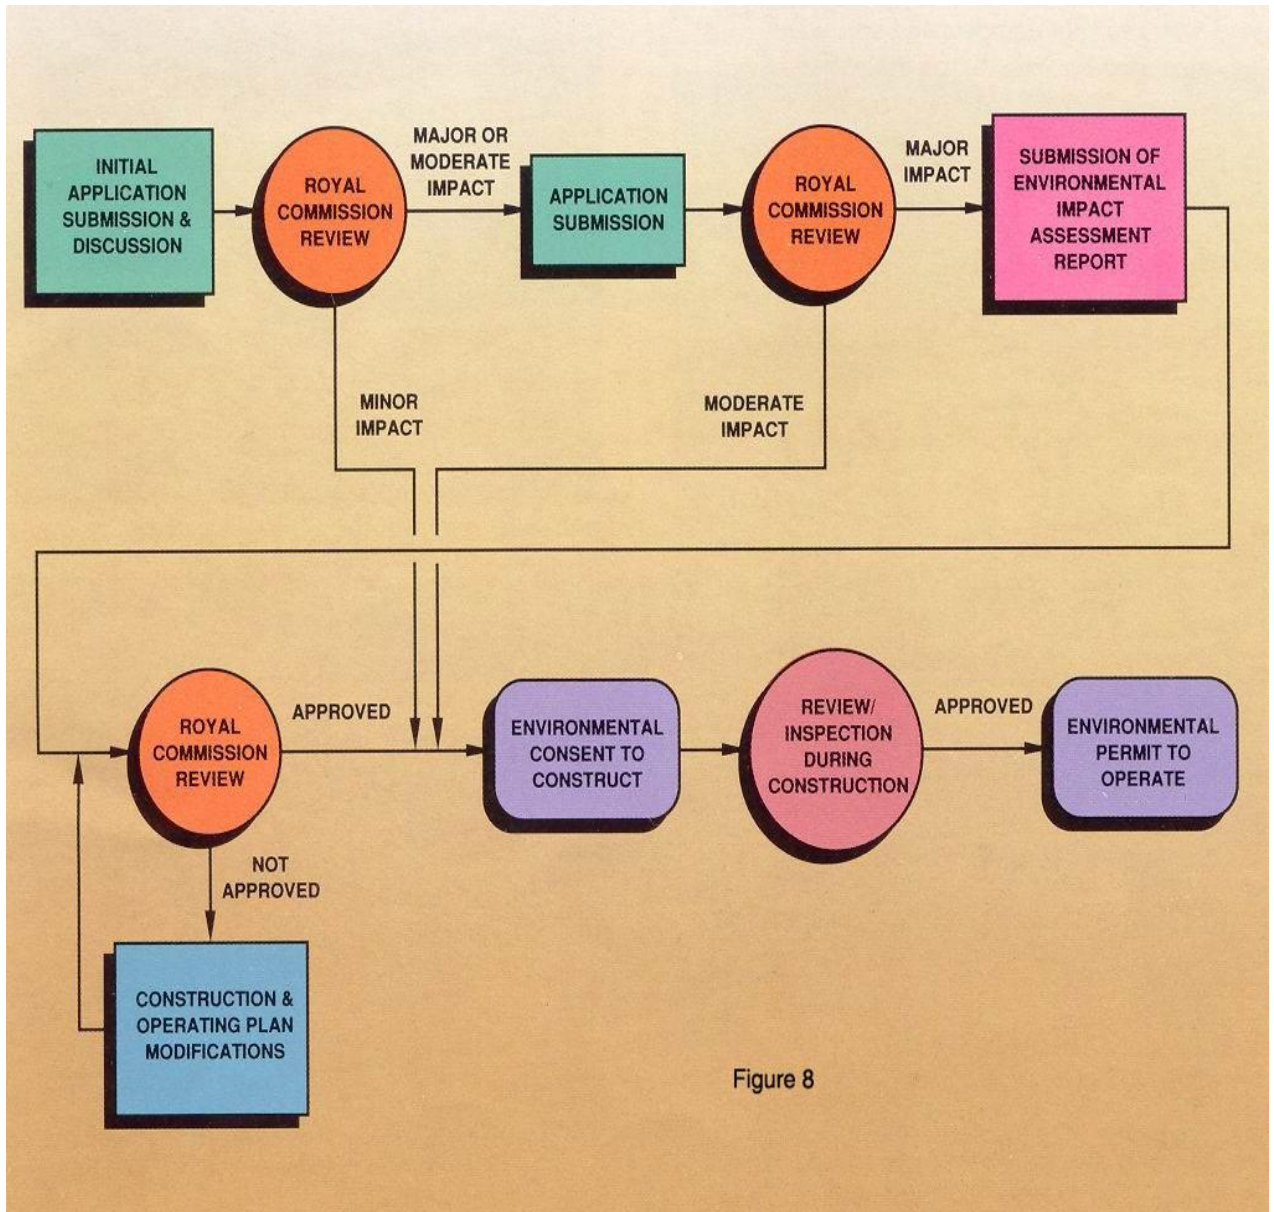 INITIAL
APPLICATION
SUBMISSION &
DISCUSSION
ROYAL
COMMISSION
REVIEW
MAJOR OR
MODERATE
IMPACT
APPLICATION
SUBMISSION
ROYAL
COMMISSION
REVIEW
MAJOR
IMPACT
SUBMISSION OF
ENVIRONMENTAL
IMPACT
ASSESSMENT
REPORT
MINOR
IMPACT
MODERATE
IMPACT
ROYAL
COMMISSION
REVIEW
APPROVED
ENVIRONMENTAL
CONSENT TO
CONSTRUCT
REVIEW/
INSPECTION
DURING
CONSTRUCTION
APPROVED
ENVIRONMENTAL
PERMIT TO
OPERATE
NOT
APPROVED
CONSTRUCTION &
OPERATING PLAN
MODIFICATIONS
Figure 8